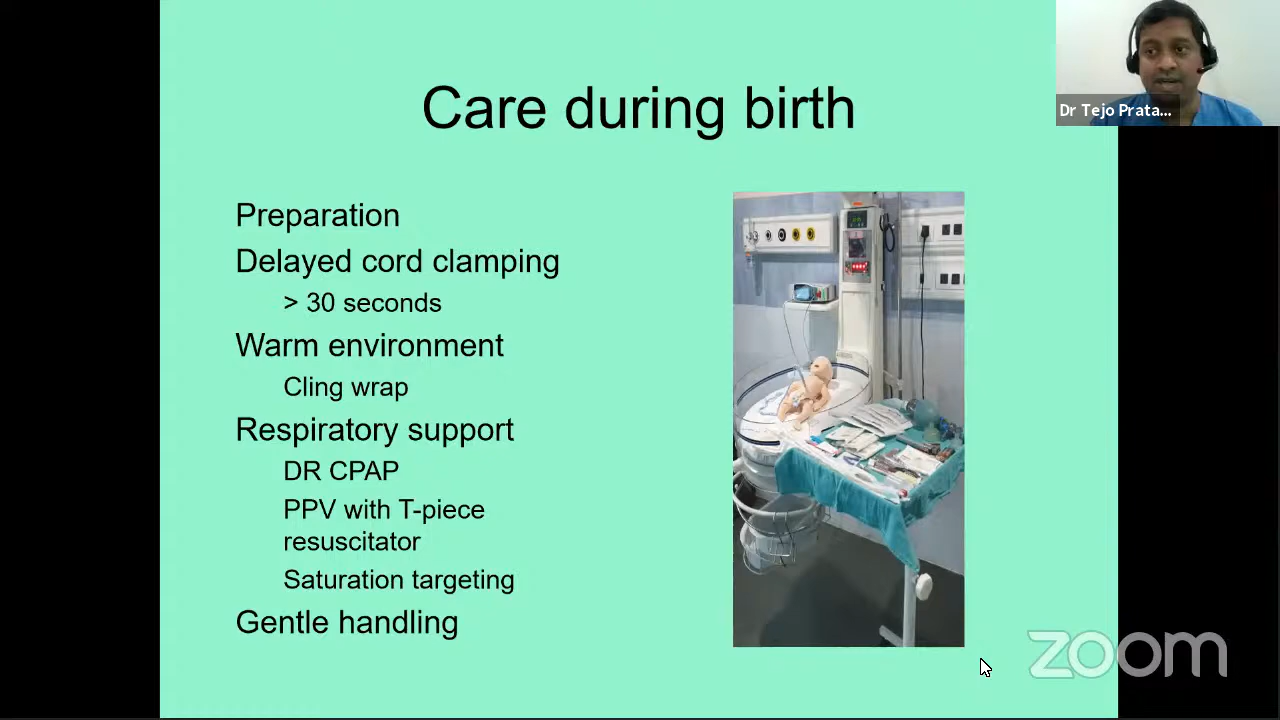 Care during birth
Dr Tejo Prata...
Preparation
Delayed cord clamping
> 30 seconds
Warm environment
Cling wrap
Respiratory support
DR CPAP
PPV with T-piece
resuscitator
Saturation targeting
Gentle handling
zoom